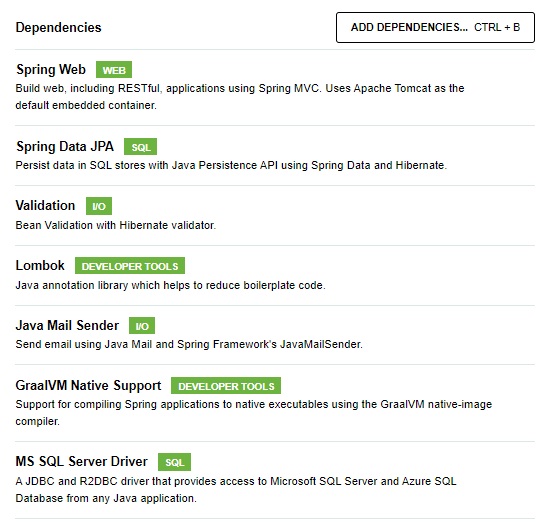 Dependencies
ADD DEPENDENCIES... CTRL + B
Spring Web WEB
Build web, including RESTful, applications using Spring MVC. Uses Apache Tomcat as the
default embedded container.
Spring Data JPA SQL
Persist data in SQL stores with Java Persistence API using Spring Data and Hibernate.
Validation I/O
Bean Validation with Hibernate validator.
Lombok DEVELOPER TOOLS
Java annotation library which helps to reduce boilerplate code.
Java Mail Sender I/O
Send email using Java Mail and Spring Framework's JavaMailSender.
GraalVM Native Support DEVELOPER TOOLS
Support for compiling Spring applications to native executables using the GraalVM native-image
compiler.
MS SQL Server Driver SQL
A JDBC and R2DBC driver that provides access to Microsoft SQL Server and Azure SQL
Database from any Java application.